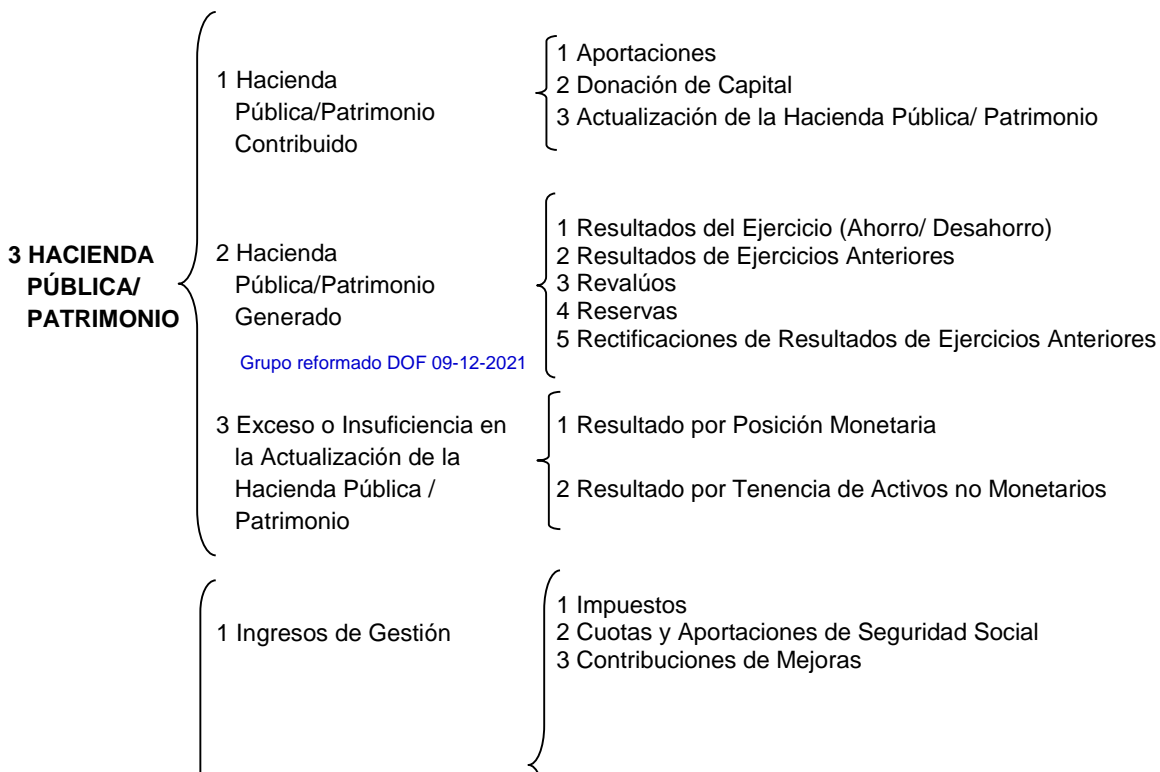 3 HACIENDA
PÚBLICA/
PATRIMONIO
1 Hacienda
Pública/Patrimonio
Contribuido
1 Aportaciones
2 Donación de Capital
3 Actualización de la Hacienda Pública/ Patrimonio
2 Hacienda
Pública/Patrimonio
Generado
Grupo reformado DOF 09-12-2021
1 Resultados del Ejercicio (Ahorro/ Desahorro)
2 Resultados de Ejercicios Anteriores
3 Revalúos
4 Reservas
5 Rectificaciones de Resultados de Ejercicios Anteriores
3 Exceso o Insuficiencia en
la Actualización de la
Hacienda Pública /
Patrimonio
1 Resultado por Posición Monetaria
2 Resultado por Tenencia de Activos no Monetarios
1 Ingresos de Gestión
1 Impuestos
2 Cuotas y Aportaciones de Seguridad Social
3 Contribuciones de Mejoras